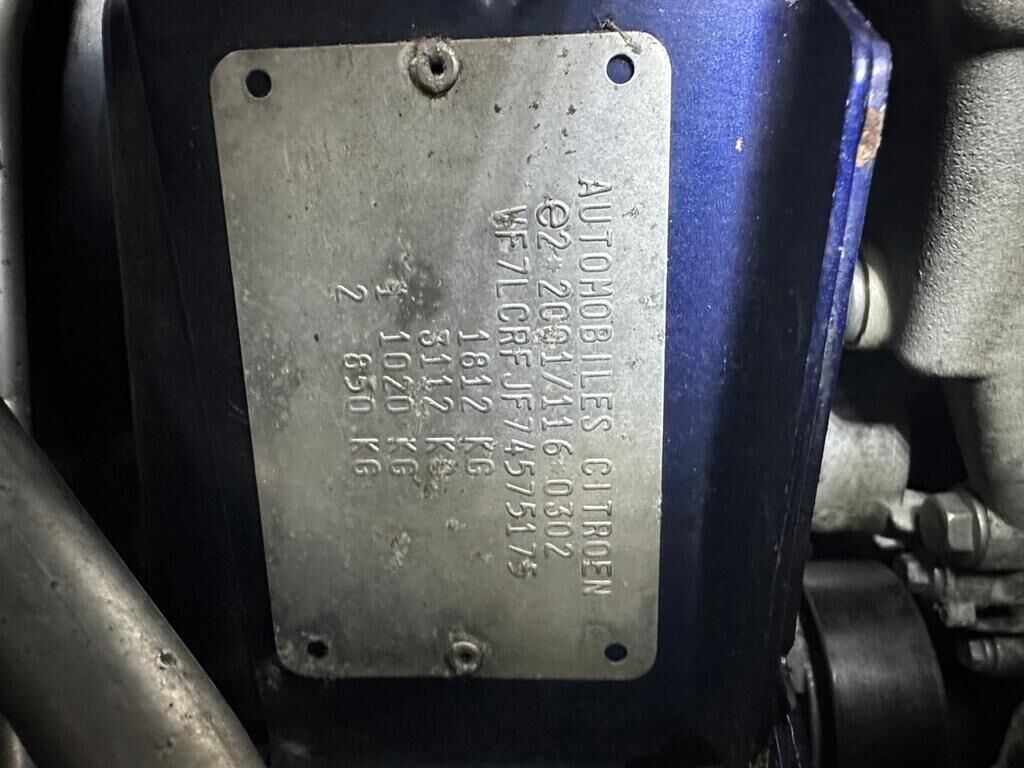 AUTOMOBILES CITROEN
e2*2001/116*0302
VF7LCRFJF74575175
1812 KG
3112 KG
1 1020 KG
2 850 KG